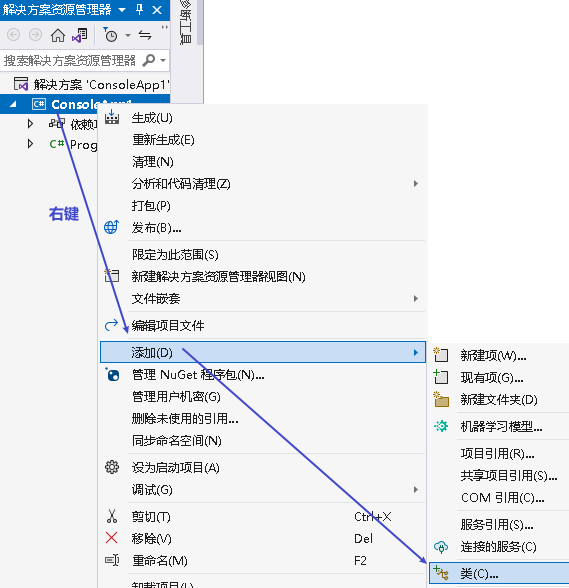 解决方案资源管理器
诊断工具
搜索解决方案资源管理器
解决方案 'ConsoleApp1'
C# ConsoleApp1
依赖项
C# Prog
右键
生成(U)
重新生成(E)
清理(N)
分析和代码清理(Z)
打包(P)
发布(B)...
限定为此范围(S)
新建解决方案资源管理器视图(N)
文件嵌套
编辑项目文件
添加(D)
管理 NuGet 程序包(N)...
管理用户机密(G)
删除未使用的引用...
同步命名空间(N)
设为启动项目(A)
调试(G)
剪切(T) Ctrl+X
移除(V) Del
重命名(M) F2
卸载项目(L)
新建项(W)...
现有项(G)...
新建文件夹(D)
机器学习模型...
项目引用(R)...
共享项目引用(S)...
COM 引用(C)...
服务引用(S)...
连接的服务(C)
类(C)...